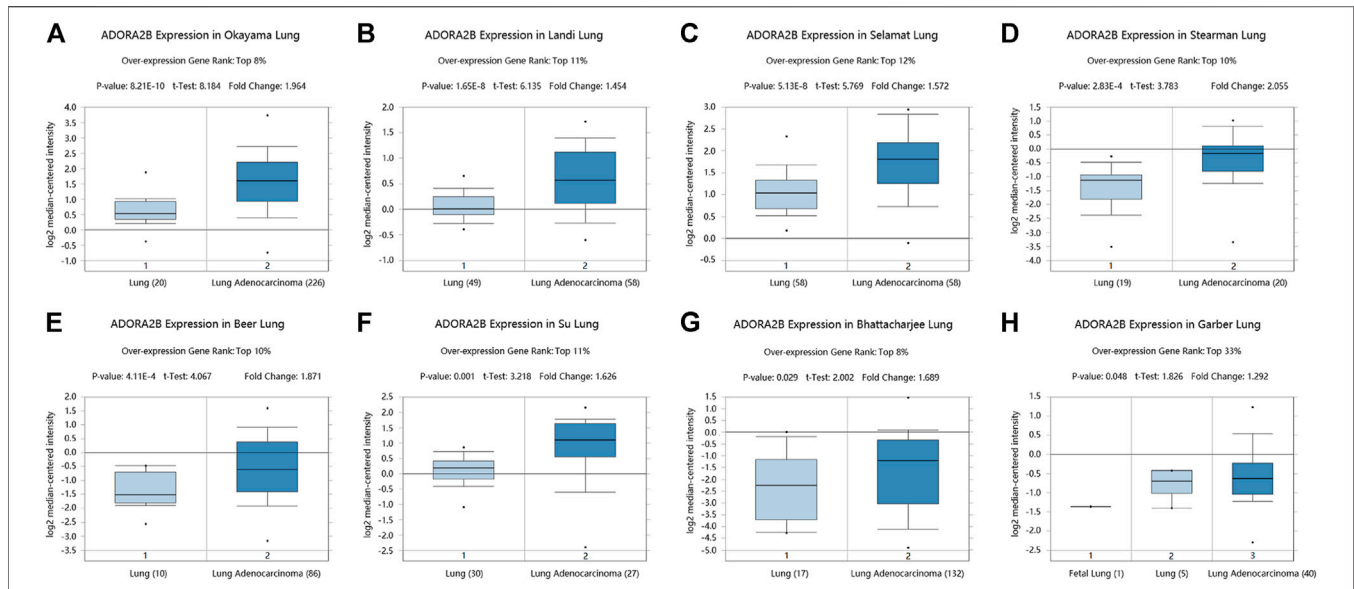 A
ADORA2B Expression in Okayama Lung
Over-expression Gene Rank: Top 8%
P-value: 8.21E-10 t-Test: 8.184 Fold Change: 1.964
log2 median-centered intensity
4.0
3.5
3.0
2.5
2.0
1.5
1.0
0.5
0.0
-0.5
-1.0
1 2
Lung (20) Lung Adenocarcinoma (226)
B
ADORA2B Expression in Landi Lung
Over-expression Gene Rank: Top 11%
P-value: 1.65E-8 t-Test: 6.135 Fold Change: 1.454
log2 median-centered intensity
2.0
1.5
1.0
0.5
0.0
-0.5
-1.0
1 2
Lung (49) Lung Adenocarcinoma (58)
C
ADORA2B Expression in Selamat Lung
Over-expression Gene Rank: Top 12%
P-value: 5.13E-8 t-Test: 5.769 Fold Change: 1.572
log2 median-centered intensity
3.0
2.5
2.0
1.5
1.0
0.5
0.0
-0.5
1 2
Lung (58) Lung Adenocarcinoma (58)
D
ADORA2B Expression in Stearman Lung
Over-expression Gene Rank: Top 10%
P-value: 2.83E-4 t-Test: 3.783 Fold Change: 2.055
log2 median-centered intensity
1.5
1.0
0.5
0.0
-0.5
-1.0
-1.5
-2.0
-2.5
-3.0
-3.5
-4.0
1 2
Lung (19) Lung Adenocarcinoma (20)
E
ADORA2B Expression in Beer Lung
Over-expression Gene Rank: Top 10%
P-value: 4.11E-4 t-Test: 4.067 Fold Change: 1.871
log2 median-centered intensity
2.0
1.5
1.0
0.5
0.0
-0.5
-1.0
-1.5
-2.0
-2.5
-3.0
-3.5
1 2
Lung (10) Lung Adenocarcinoma (86)
F
ADORA2B Expression in Su Lung
Over-expression Gene Rank: Top 11%
P-value: 0.001 t-Test: 3.218 Fold Change: 1.626
log2 median-centered intensity
2.5
2.0
1.5
1.0
0.5
0.0
-0.5
-1.0
-1.5
-2.0
-2.5
1 2
Lung (30) Lung Adenocarcinoma (27)
G
ADORA2B Expression in Bhattacharjee Lung
Over-expression Gene Rank: Top 8%
P-value: 0.029 t-Test: 2.002 Fold Change: 1.689
log2 median-centered intensity
1.5
1.0
0.5
0.0
-0.5
-1.0
-1.5
-2.0
-2.5
-3.0
-3.5
-4.0
-4.5
-5.0
1 2
Lung (17) Lung Adenocarcinoma (132)
H
ADORA2B Expression in Garber Lung
Over-expression Gene Rank: Top 33%
P-value: 0.048 t-Test: 1.826 Fold Change: 1.292
log2 median-centered intensity
1.5
1.0
0.5
0.0
-0.5
-1.0
-1.5
-2.0
-2.5
1 2 3
Fetal Lung (1) Lung (5) Lung Adenocarcinoma (40)